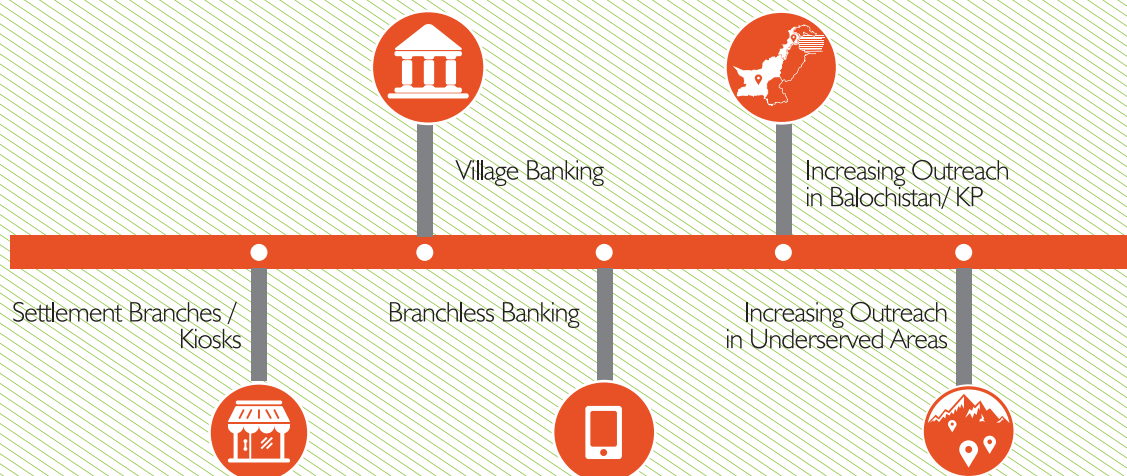 Village Banking
Increasing Outreach
in Balochistan/ KP
Settlement Branches /
Kiosks
Branchless Banking
Increasing Outreach
in Underserved Areas